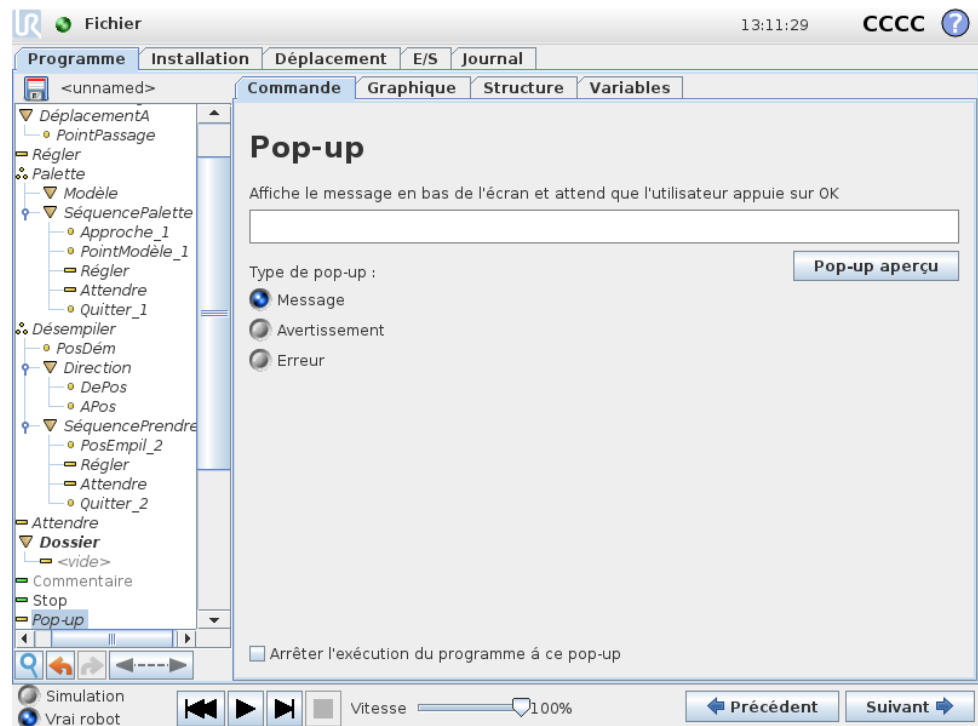 Fichier
13:11:29
CCCC
?
Programme
Installation
Déplacement
E/S
Journal
<unnamed>
Commande
Graphique
Structure
Variables
DéplacementA
PointPassage
Régler
Palette
Modèle
SéquencePalette
Approche_1
PointModèle_1
Régler
Attendre
Quitter_1
Désempiler
PosDém
Direction
DePos
APos
SéquencePrendre
PosEmpil_2
Régler
Attendre
Quitter_2
Attendre
Dossier
<vide>
Commentaire
Stop
Pop-up
Pop-up
Affiche le message en bas de l'écran et attend que l'utilisateur appuie sur OK
Pop-up aperçu
Type de pop-up :
Message
Avertissement
Erreur
Arrêter l'exécution du programme á ce pop-up
Simulation
Vrai robot
Vitesse
100%
Précédent
Suivant